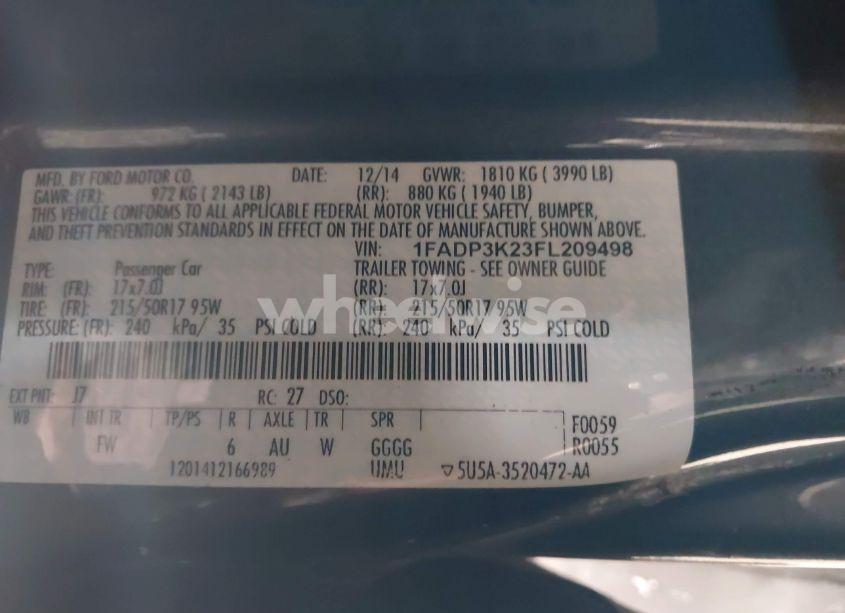 MFD. BY FORD MOTOR CO. DATE: 12/14 GVWR: 1810 KG ( 3990 LB)
GAWR: (FR): 972 KG ( 2143 LB) (RR): 880 KG ( 1940 LB)
THIS VEHICLE CONFORMS TO ALL APPLICABLE FEDERAL MOTOR VEHICLE SAFETY, BUMPER,
AND THEFT PREVENTION STANDARDS IN EFFECT ON THE DATE OF MANUFACTURE SHOWN ABOVE.
VIN: 1FADP3K23FL209498
TYPE: Passenger Car TRAILER TOWING - SEE OWNER GUIDE
RIM: (FR): 17x7.0J (RR): 17x7.0J
TIRE: (FR): 215/50R17 95W (RR): 215/50R17 95W
PRESSURE: (FR): 240 kPa/ 35 PSI COLD (RR): 240 kPa/ 35 PSI COLD
wheelwise
EXT PNT: J7 RC: 27 DSO:
WB INT TR TP/PS R AXLE TR SPR F0059
FW 6 AU W GGGG R0055
1201412166989 UMU ▽5U5A-3520472-AA